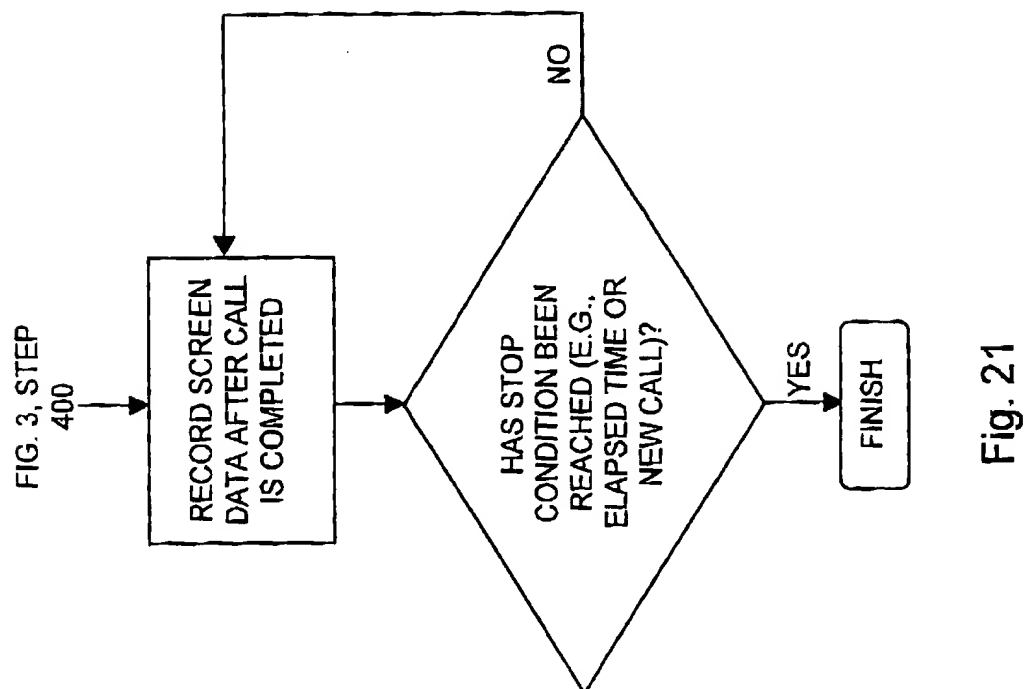 FIG. 3, STEP
400
RECORD SCREEN
DATA AFTER CALL
IS COMPLETED
HAS STOP
CONDITION BEEN
REACHED (E.G.,
ELAPSED TIME OR
NEW CALL)?
NO
YES
FINISH
Fig. 21